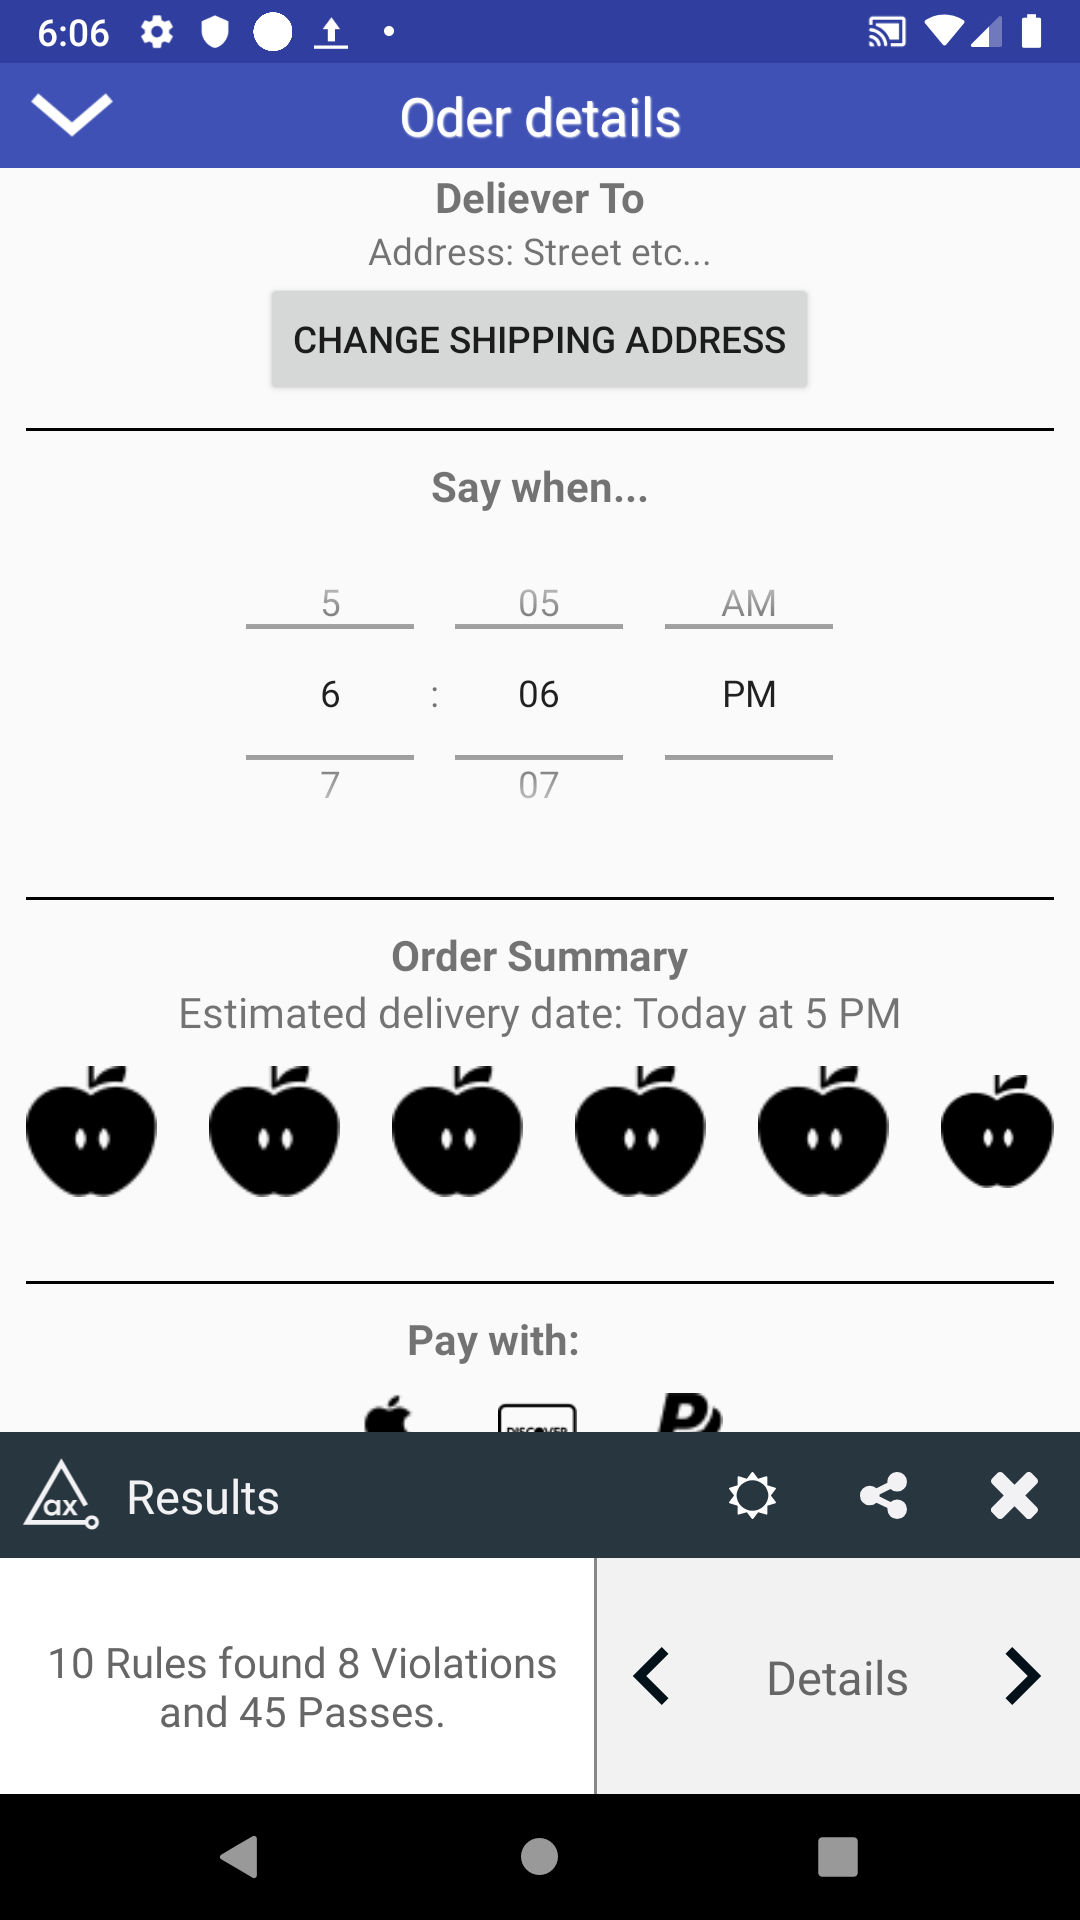 6:06
Oder details
Deliever To
Address: Street etc...
CHANGE SHIPPING ADDRESS
Say when...
5 05 AM
6 : 06 PM
7 07
Order Summary
Estimated delivery date: Today at 5 PM
Pay with:
DISCOVER
ax Results
10 Rules found 8 Violations
and 45 Passes.
Details